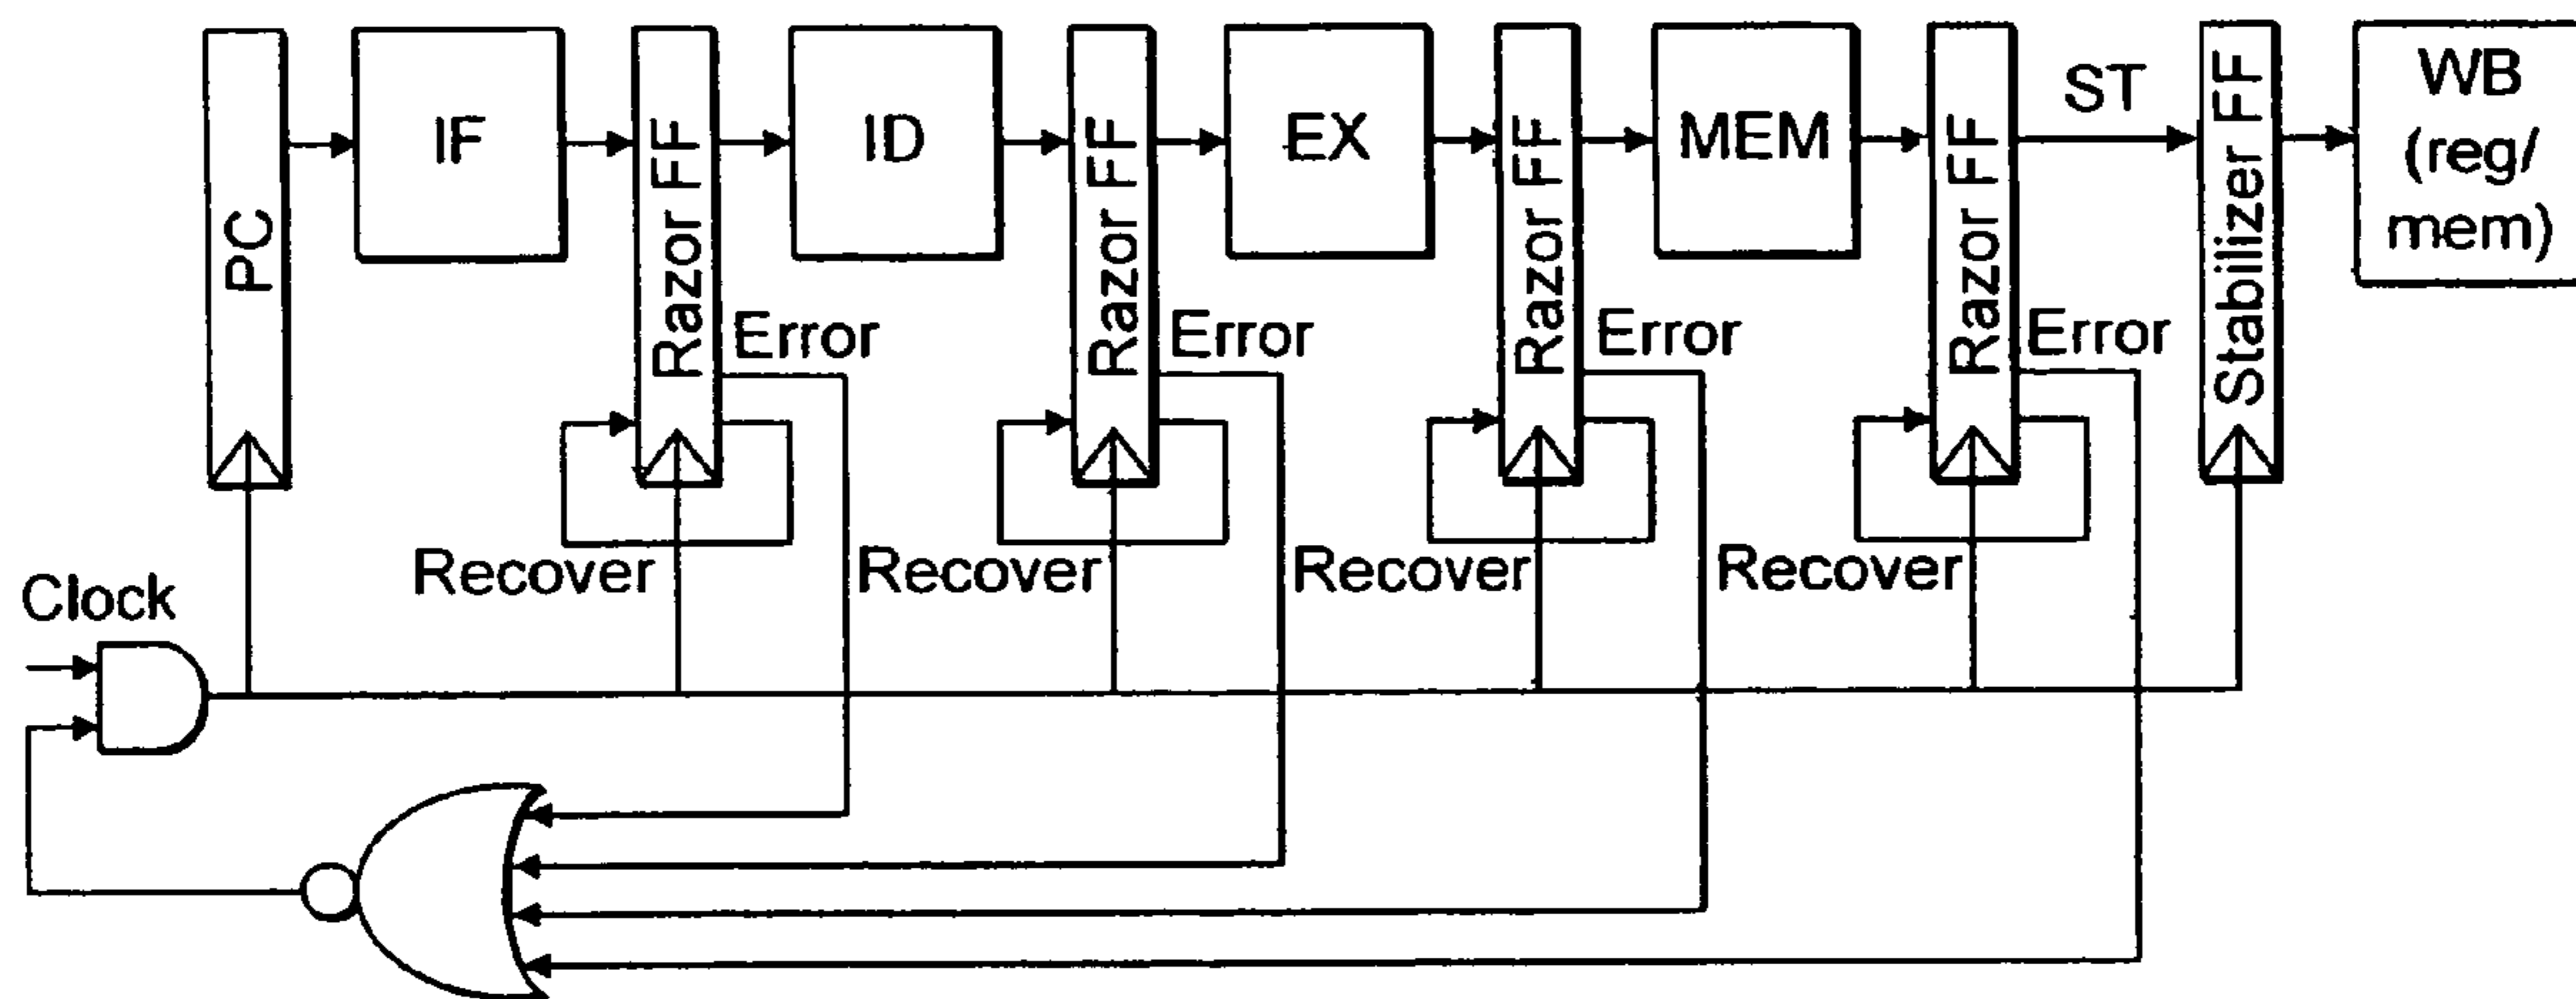 PC
IF
Razor FF
ID
Razor FF
EX
Razor FF
MEM
Razor FF
ST
Stabilizer FF
WB
(reg/
mem)
Error
Error
Error
Error
Recover
Recover
Recover
Recover
Clock